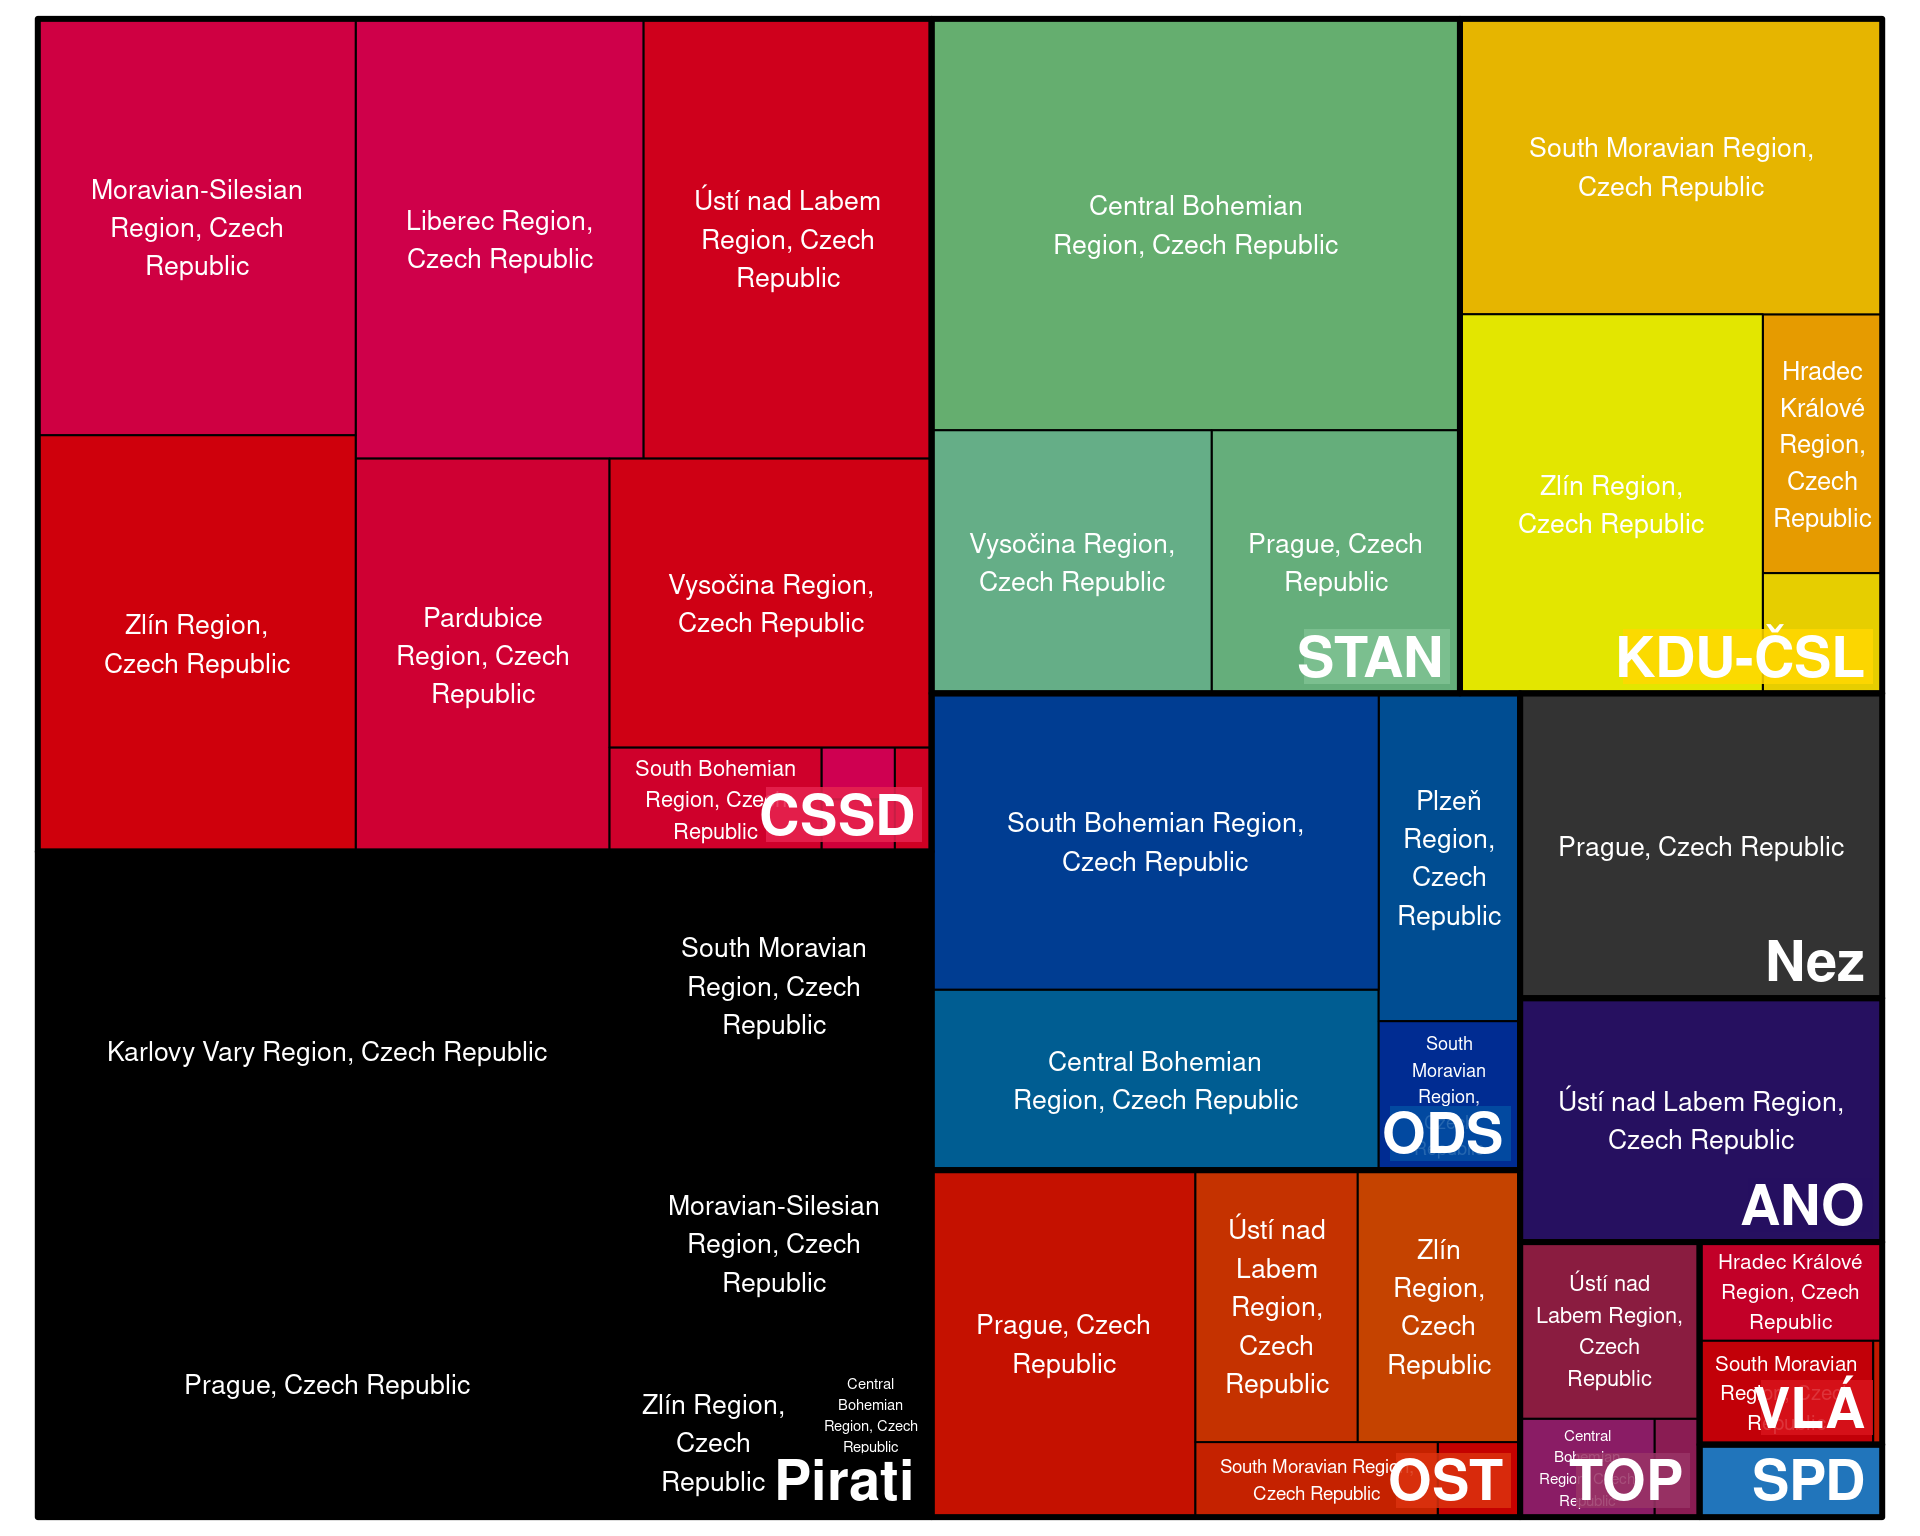 Moravian-Silesian
Region, Czech
Republic
Liberec Region,
Czech Republic
Ústí nad Labem
Region, Czech
Republic
Zlín Region,
Czech Republic
Pardubice
Region, Czech
Republic
Vysočina Region,
Czech Republic
South Bohemian
Region, Czech
Republic
CSSD
Central Bohemian
Region, Czech Republic
Vysočina Region,
Czech Republic
Prague, Czech
Republic
STAN
South Moravian Region,
Czech Republic
Zlín Region,
Czech Republic
Hradec
Králové
Region,
Czech
Republic
KDU-ČSL
Karlovy Vary Region, Czech Republic
South Moravian
Region, Czech
Republic
Prague, Czech Republic
Moravian-Silesian
Region, Czech
Republic
Zlín Region,
Czech
Republic
Central
Bohemian
Region, Czech
Republic
Pirati
South Bohemian Region,
Czech Republic
Plzeň
Region,
Czech
Republic
Central Bohemian
Region, Czech Republic
South
Moravian
Region,
Czech
Republic
ODS
Prague, Czech Republic
Nez
Ústí nad Labem Region,
Czech Republic
ANO
Prague, Czech
Republic
Ústí nad
Labem
Region,
Czech
Republic
Zlín
Region,
Czech
Republic
South Moravian Region,
Czech Republic
OST
Ústí nad
Labem Region,
Czech
Republic
Central
Bohemian
Region, Czech
Republic
TOP
Hradec Králové
Region, Czech
Republic
South Moravian
Region, Czech
Republic
VLÁ
SPD